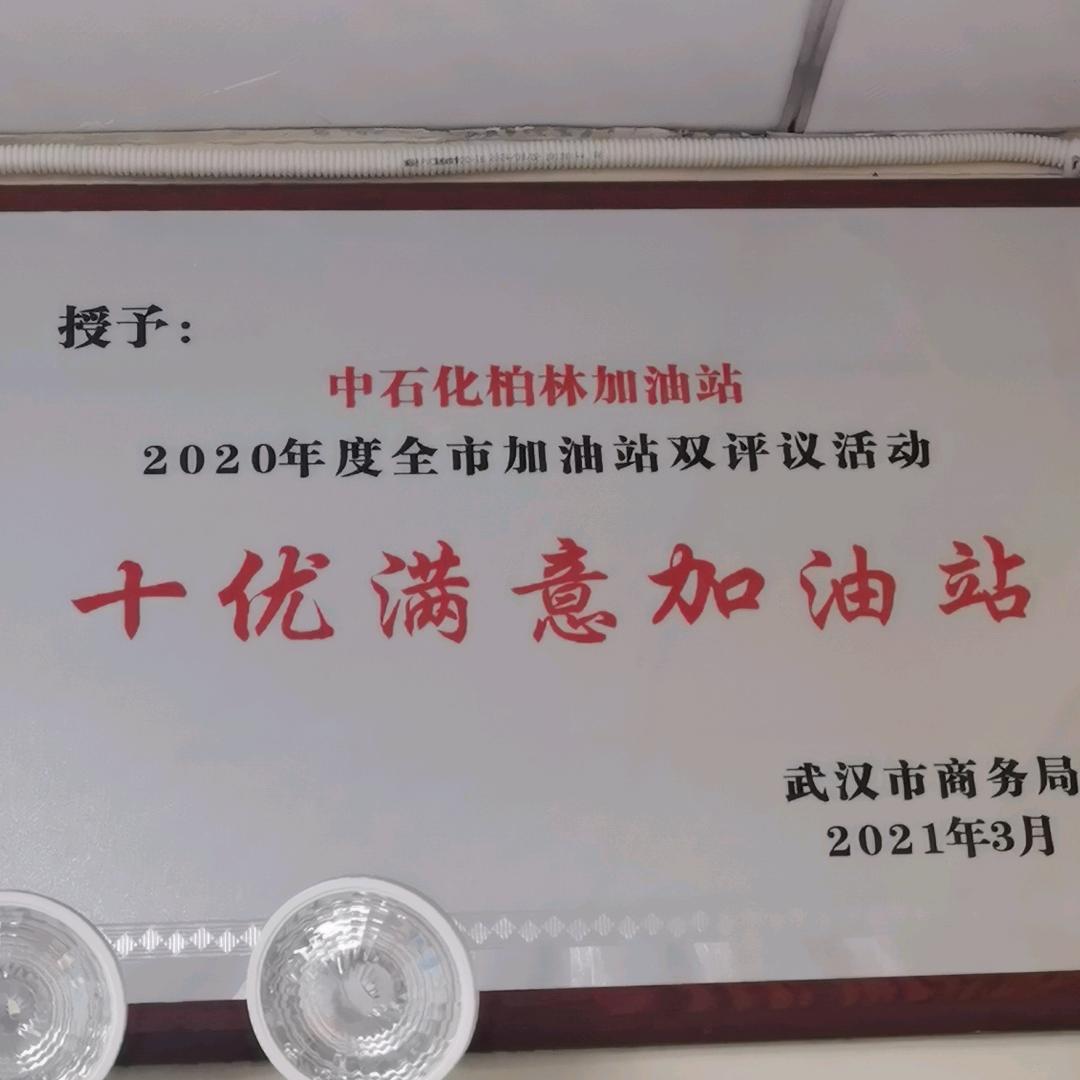 授予：
中石化柏林加油站
2020年度全市加油站双评议活动
十优满意加油站
武汉市商务局
2021年3月